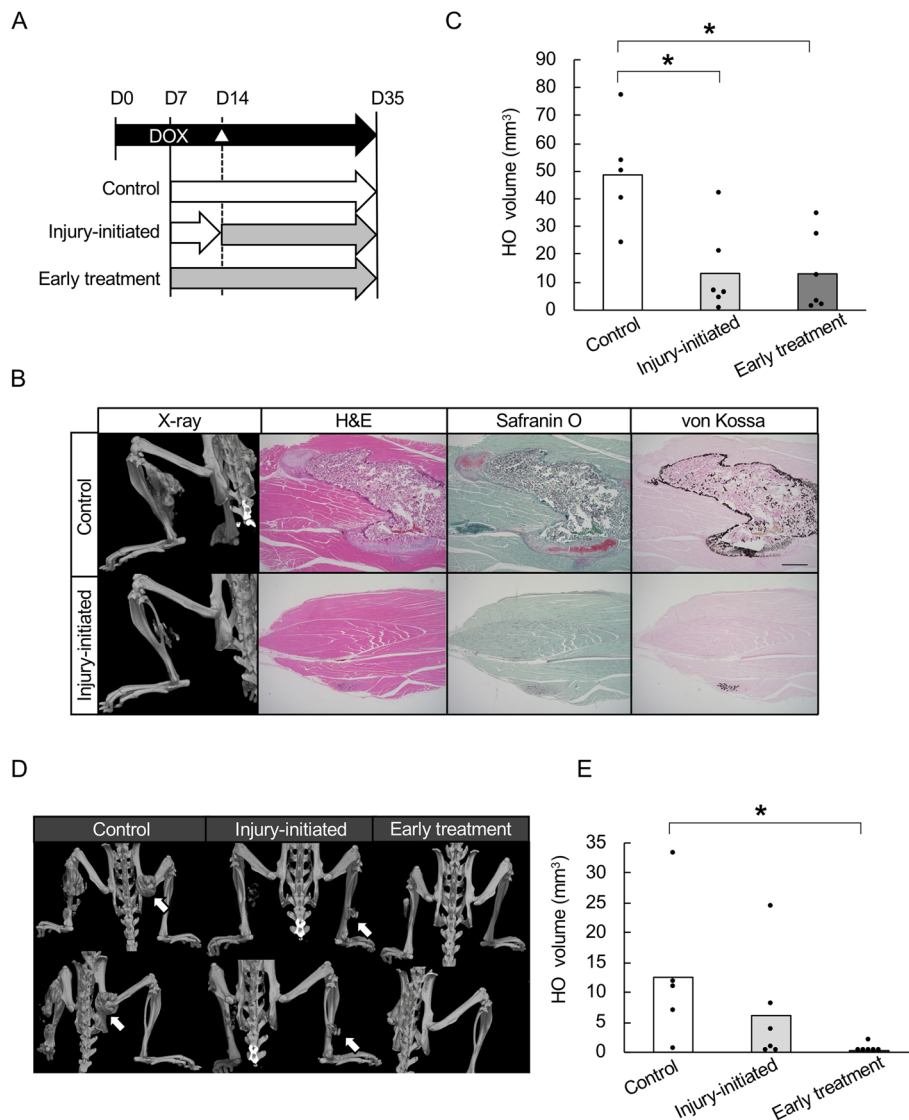 A
D0 D7 D14 D35
DOX
Control
Injury-initiated
Early treatment
C
*
*
HO volume (mm³)
90
80
70
60
50
40
30
20
10
0
Control
Injury-initiated
Early treatment
B
X-ray H&E Safranin O von Kossa
Control
Injury-initiated
D
Control Injury-initiated Early treatment
E
*
HO volume (mm³)
35
30
25
20
15
10
5
0
Control
Injury-initiated
Early treatment